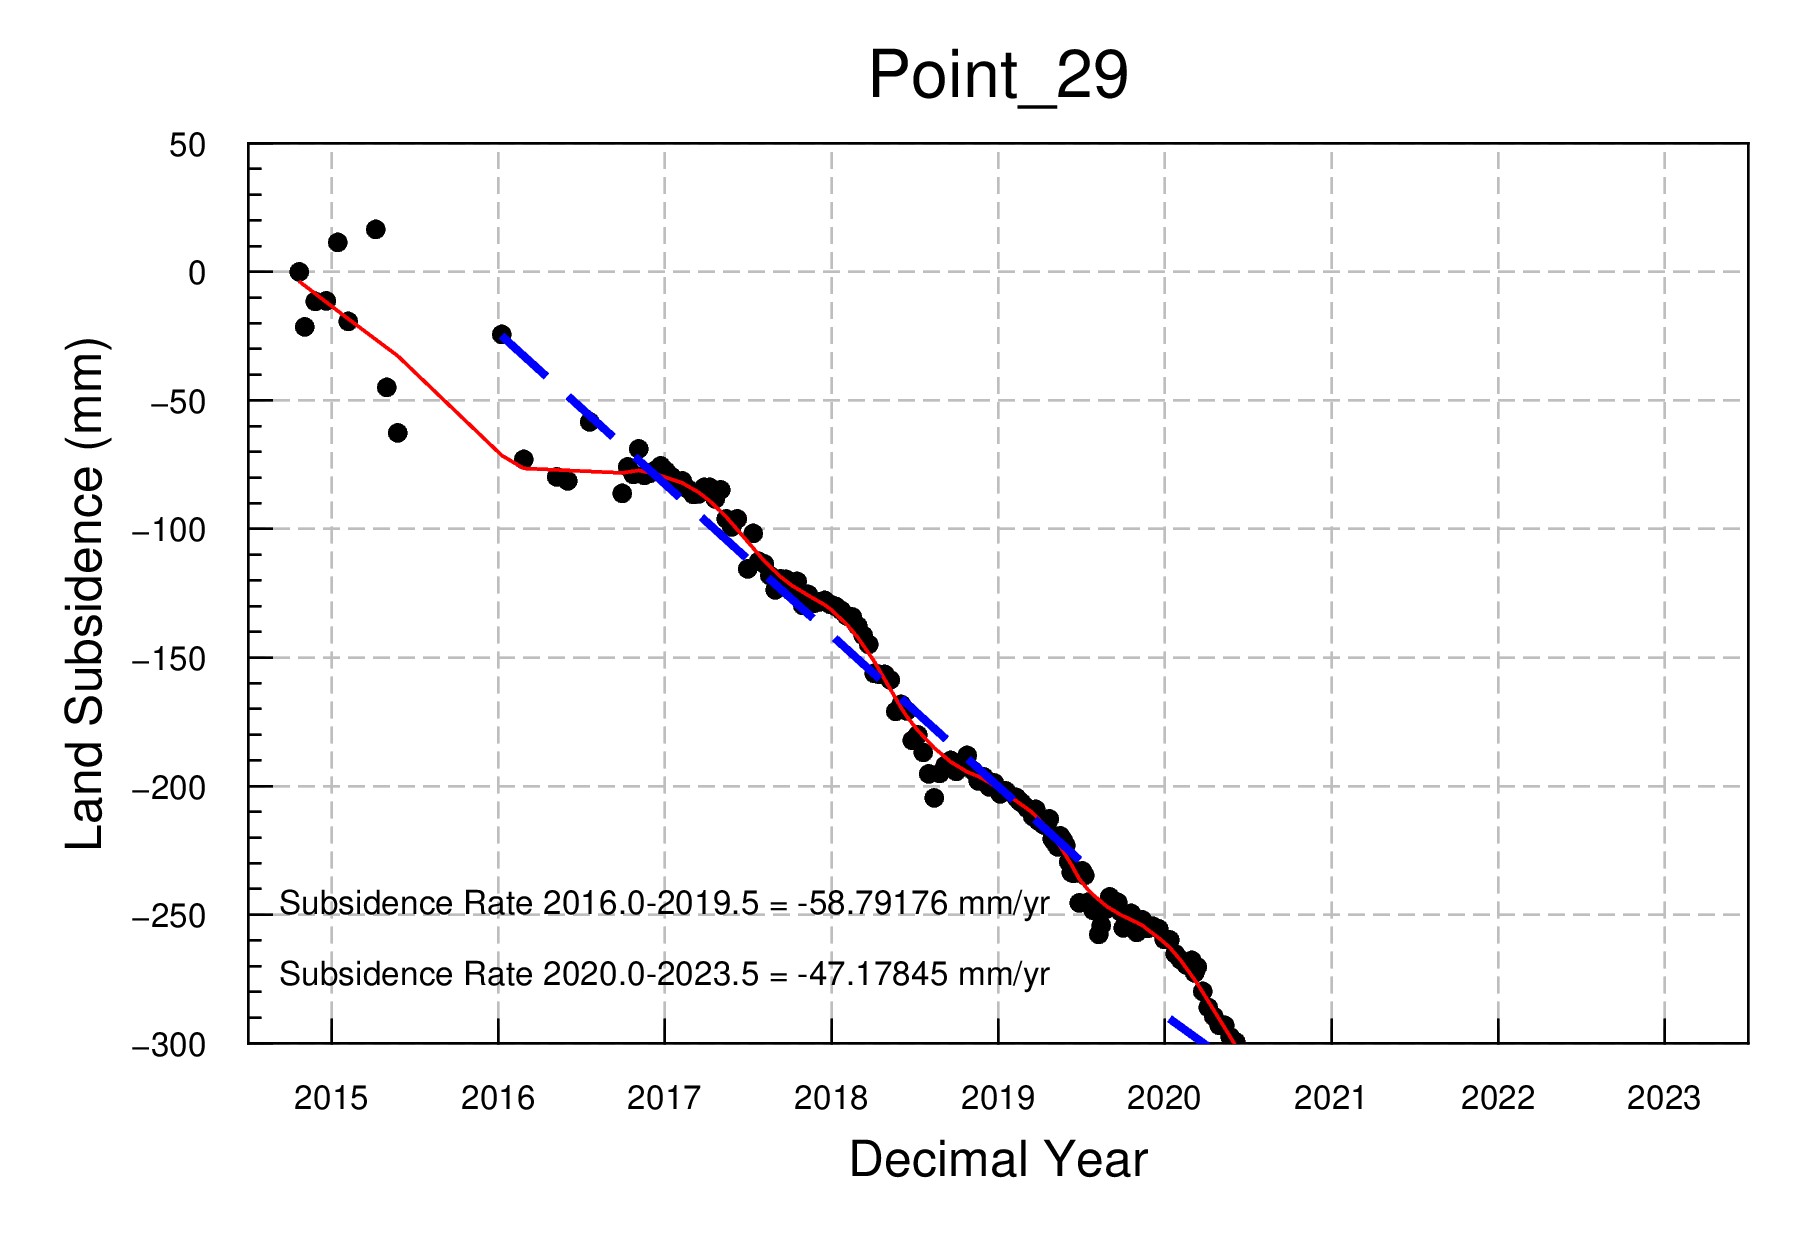 Point_29
50
0
−50
−100
−150
−200
−250
−300
Land Subsidence (mm)
Subsidence Rate 2016.0-2019.5 = -58.79176 mm/yr
Subsidence Rate 2020.0-2023.5 = -47.17845 mm/yr
2015 2016 2017 2018 2019 2020 2021 2022 2023
Decimal Year